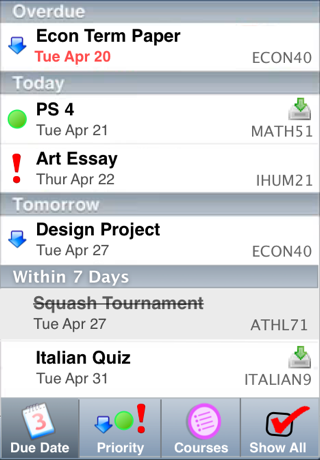 Overdue
Econ Term Paper
Tue Apr 20
ECON40
Today
PS 4
Tue Apr 21
MATH51
Art Essay
Thur Apr 22
IHUM21
Tomorrow
Design Project
Tue Apr 27
ECON40
Within 7 Days
Squash Tournament
Tue Apr 27
ATHL71
Italian Quiz
Tue Apr 31
ITALIAN9
3
Due Date
Priority
Courses
Show All